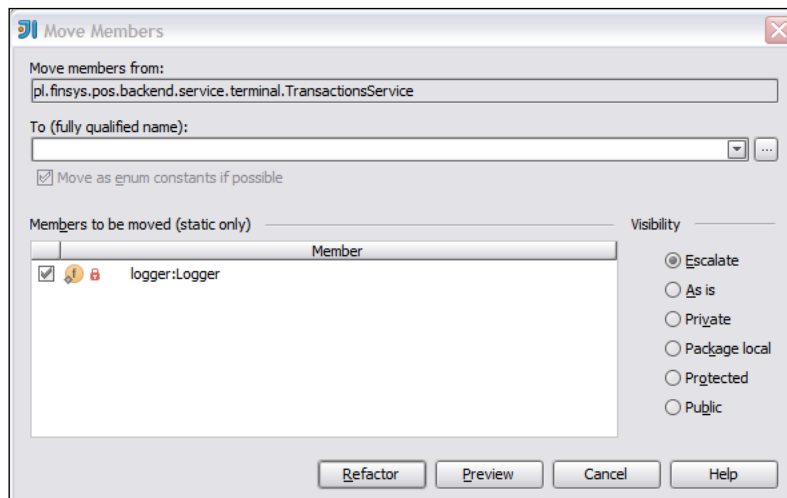 Move Members
Move members from:
pl.finsys.pos.backend.service.terminal.TransactionsService
To (fully qualified name):
...
Move as enum constants if possible
Members to be moved (static only)
Visibility
Member
logger:Logger
Escalate
As is
Private
Package local
Protected
Public
Refactor
Preview
Cancel
Help